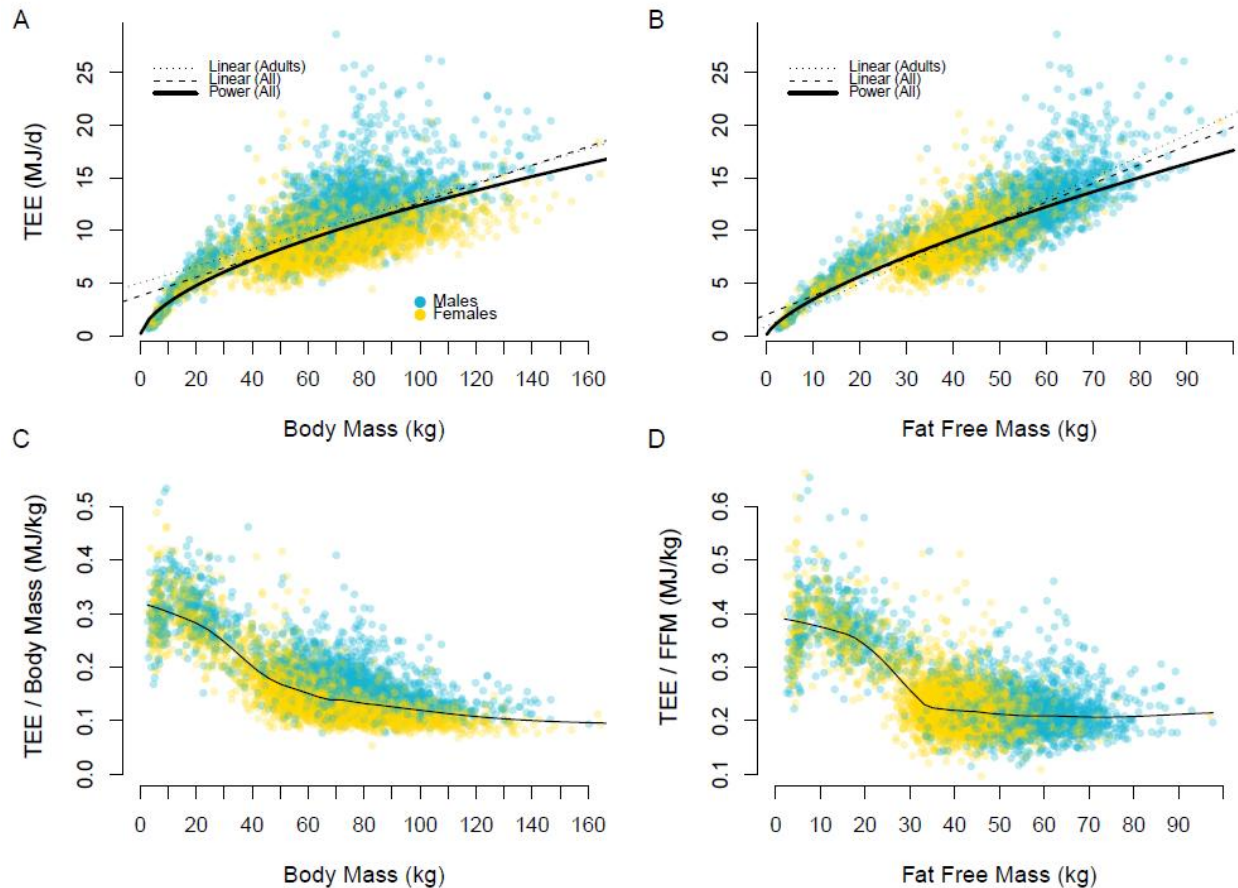 A
TEE (MJ/d)
25
20
15
10
5
0
Linear (Adults)
Linear (All)
Power (All)
Males
Females
0 20 40 60 80 100 120 140 160
Body Mass (kg)
B
25
20
15
10
5
0
Linear (Adults)
Linear (All)
Power (All)
0 10 20 30 40 50 60 70 80 90
Fat Free Mass (kg)
C
TEE / Body Mass (MJ/kg)
0.5
0.4
0.3
0.2
0.1
0.0
0 20 40 60 80 100 120 140 160
Body Mass (kg)
D
TEE / FFM (MJ/kg)
0.6
0.5
0.4
0.3
0.2
0.1
0 10 20 30 40 50 60 70 80 90
Fat Free Mass (kg)